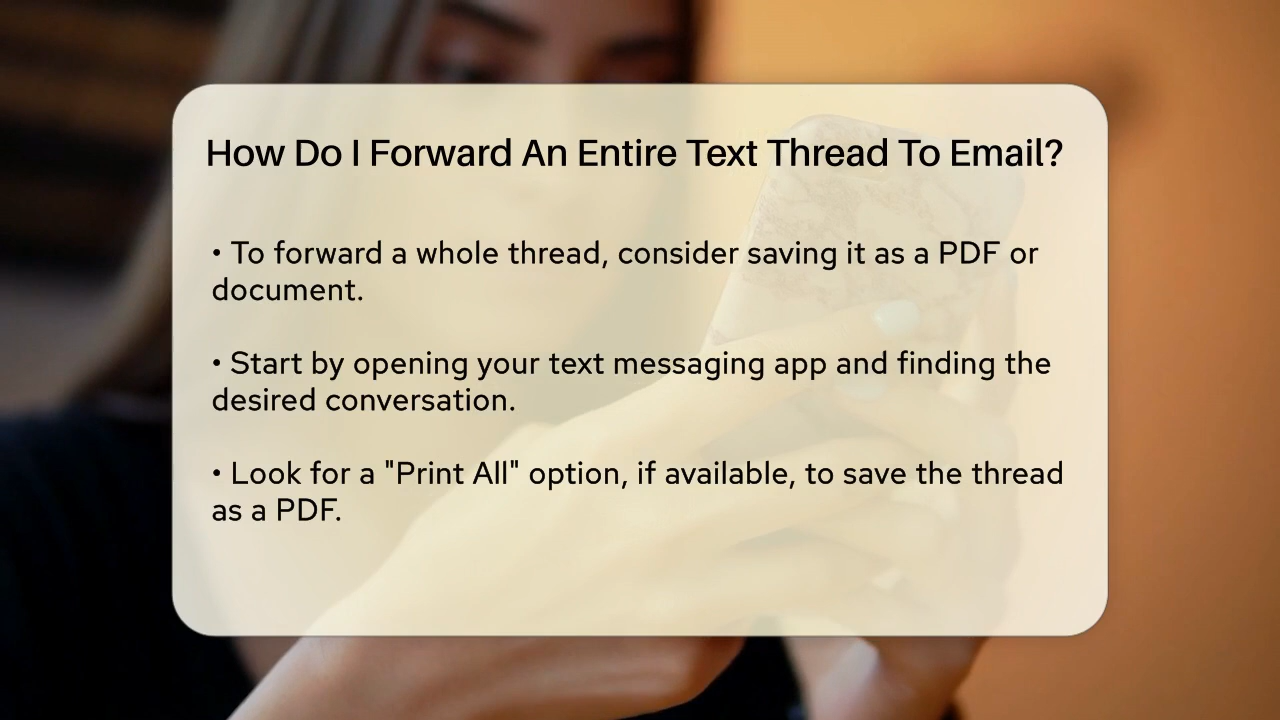 How Do I Forward An Entire Text Thread To Email?
• To forward a whole thread, consider saving it as a PDF or
document.
• Start by opening your text messaging app and finding the
desired conversation.
• Look for a "Print All" option, if available, to save the thread
as a PDF.